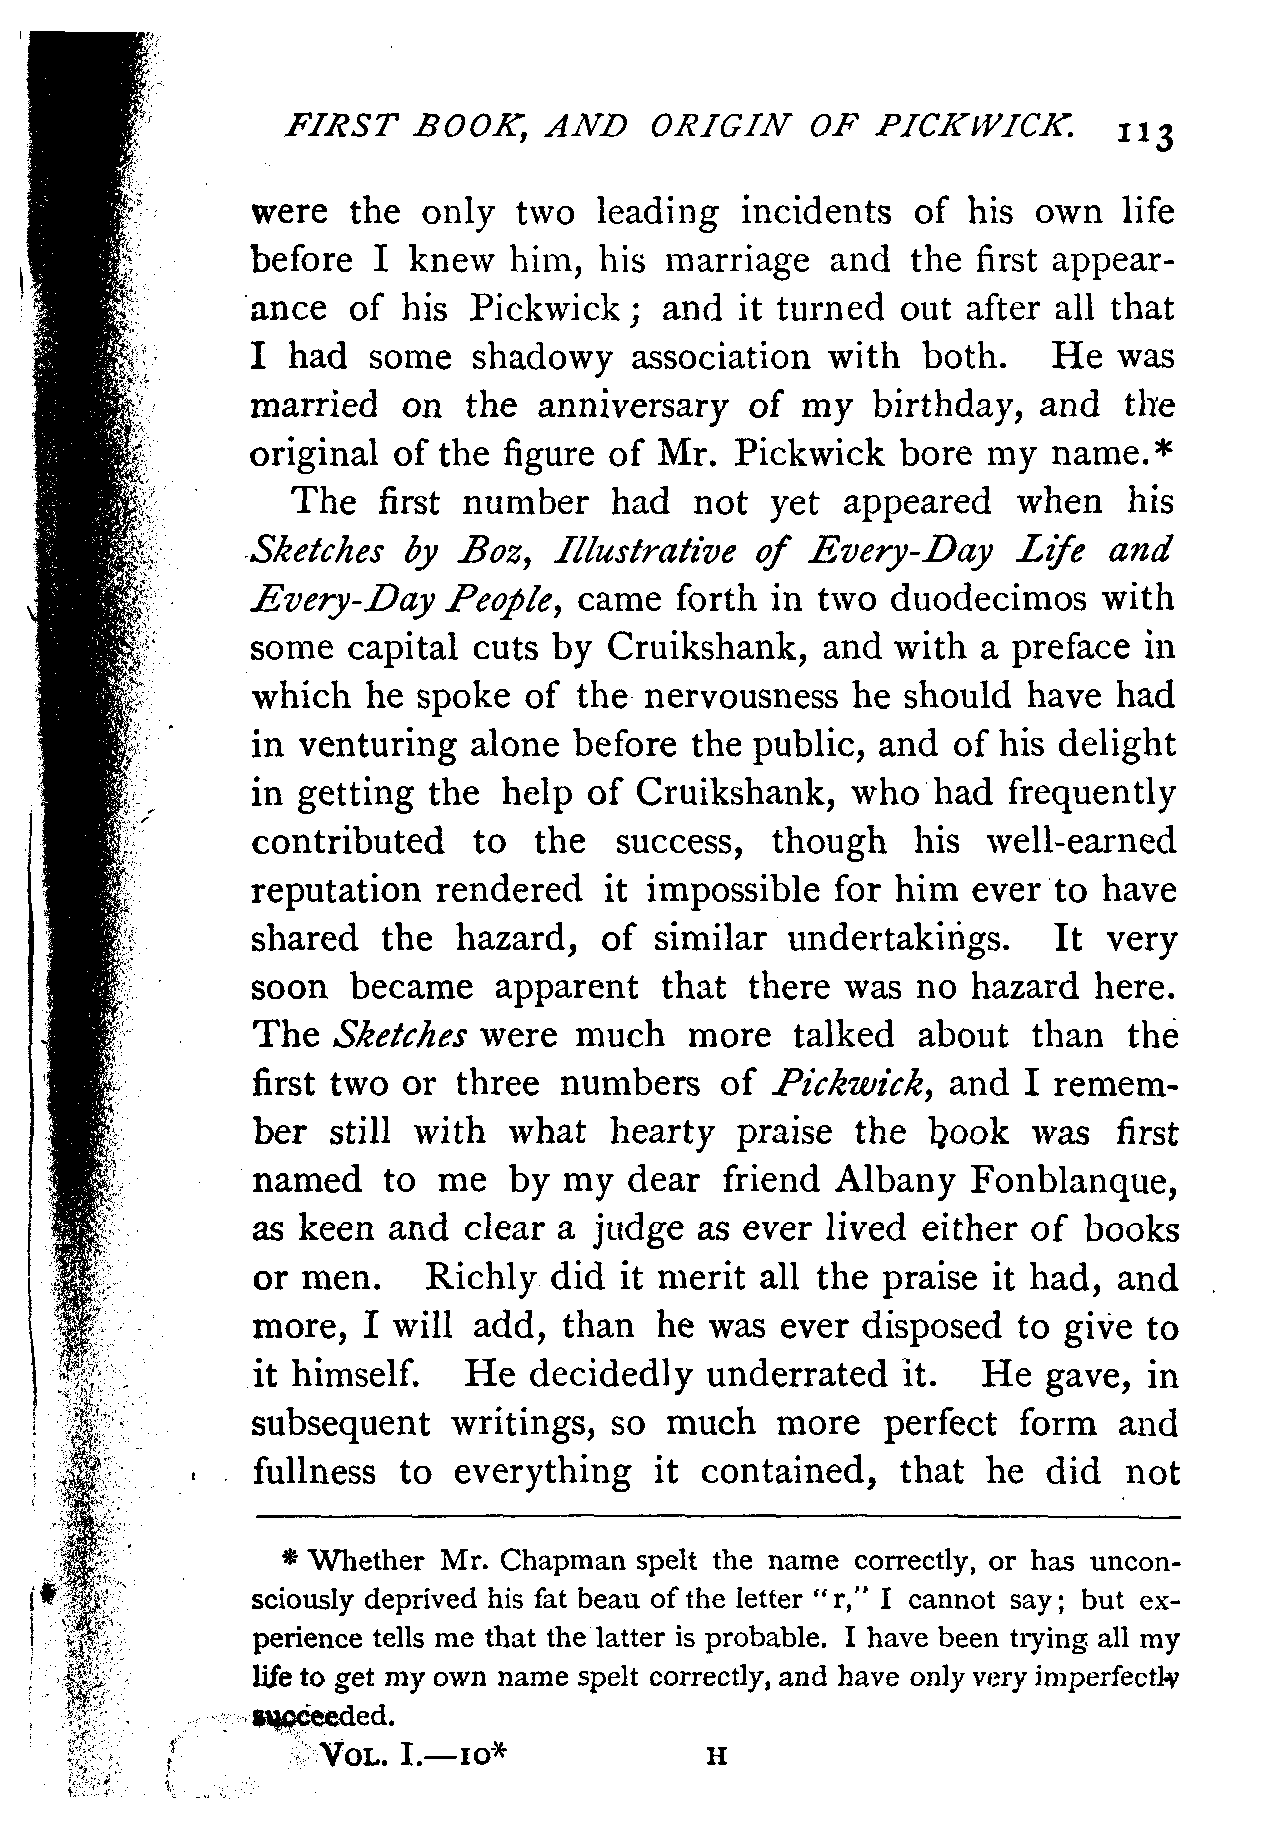 FIRST BOOK, AND ORIGIN OF PICKWICK. 113
were the only two leading incidents of his own life
before I knew him, his marriage and the first appear-
ance of his Pickwick; and it turned out after all that
I had some shadowy association with both. He was
married on the anniversary of my birthday, and the
original of the figure of Mr. Pickwick bore my name.*
The first number had not yet appeared when his
Sketches by Boz, Illustrative of Every-Day Life and
Every-Day People, came forth in two duodecimos with
some capital cuts by Cruikshank, and with a preface in
which he spoke of the nervousness he should have had
in venturing alone before the public, and of his delight
in getting the help of Cruikshank, who had frequently
contributed to the success, though his well-earned
reputation rendered it impossible for him ever to have
shared the hazard, of similar undertakings. It very
soon became apparent that there was no hazard here.
The Sketches were much more talked about than the
first two or three numbers of Pickwick, and I remem-
ber still with what hearty praise the book was first
named to me by my dear friend Albany Fonblanque,
as keen and clear a judge as ever lived either of books
or men. Richly did it merit all the praise it had, and
more, I will add, than he was ever disposed to give to
it himself. He decidedly underrated it. He gave, in
subsequent writings, so much more perfect form and
fullness to everything it contained, that he did not
* Whether Mr. Chapman spelt the name correctly, or has uncon-
sciously deprived his fat beau of the letter "r," I cannot say; but ex-
perience tells me that the latter is probable. I have been trying all my
life to get my own name spelt correctly, and have only very imperfectly
succeeded.
VOL. I.—10* H